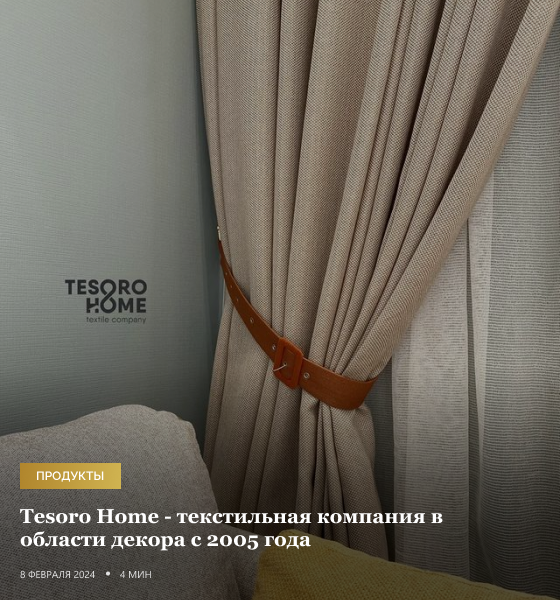 TESORO
HOME
textile company
ПРОДУКТЫ
Tesoro Home - текстильная компания в
области декора с 2005 года
8 ФЕВРАЛЯ 2024 • 4 МИН